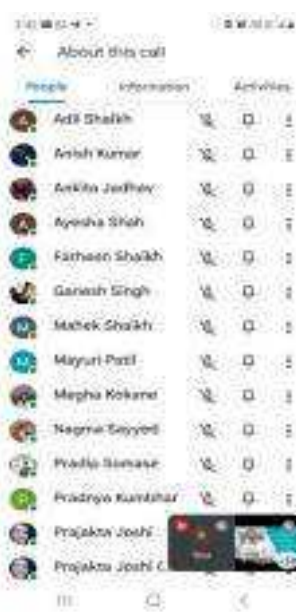 About this call
People Information Activities
Adil Shaikh
Anish Kumar
Ankita Jadhav
Ayesha Shah
Farheen Shaikh
Ganesh Singh
Mahek Shaikh
Mayuri Patil
Megha Kokane
Nagma Sayyed
Pradip Somase
Pradnya Kumbhar
Prajakta Joshi
Prajakta Joshi